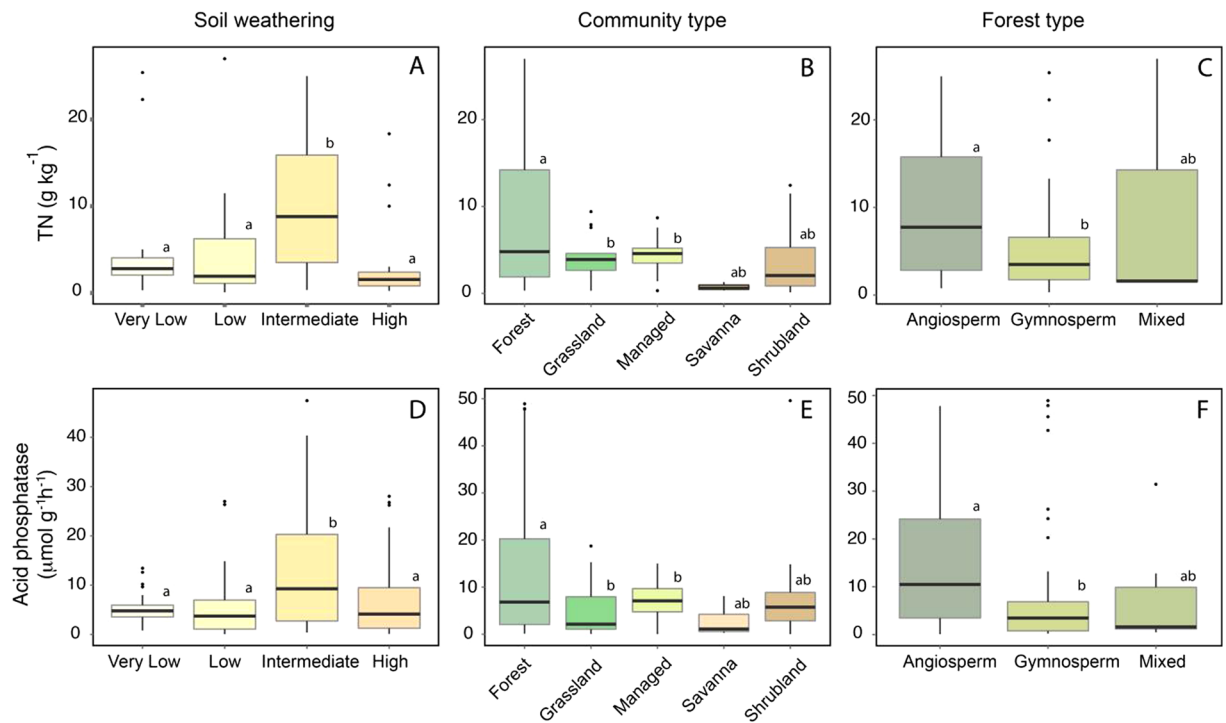 Soil weathering
Community type
Forest type
TN (g kg⁻¹)
A
20
10
0
a
a
b
a
Very Low
Low
Intermediate
High
B
20
10
0
a
b
b
ab
ab
Forest
Grassland
Managed
Savanna
Shrubland
C
20
10
0
a
b
ab
Angiosperm
Gymnosperm
Mixed
Acid phosphatase
(μmol g⁻¹h⁻¹)
D
40
30
20
10
0
a
a
b
a
Very Low
Low
Intermediate
High
E
50
40
30
20
10
0
a
b
b
ab
ab
Forest
Grassland
Managed
Savanna
Shrubland
F
50
40
30
20
10
0
a
b
ab
Angiosperm
Gymnosperm
Mixed